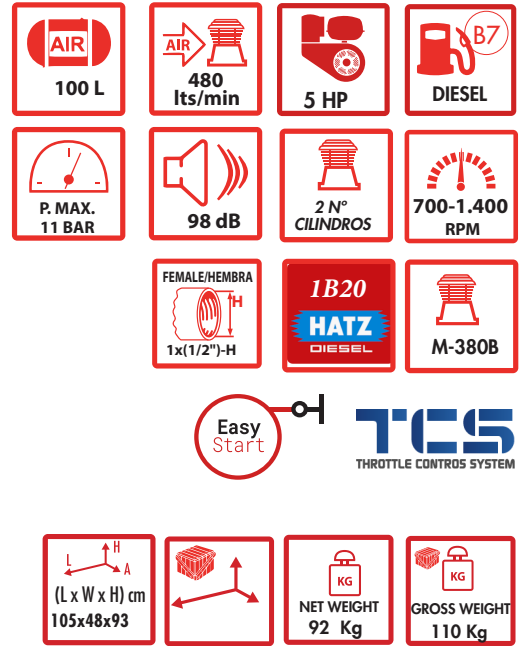 AIR
100 L
AIR
480
lts/min
5 HP
B7
DIESEL
P. MAX.
11 BAR
98 dB
2 Nº
CILINDROS
700-1.400
RPM
FEMALE/HEMBRA
H
1x(1/2")-H
1B20
HATZ
DIESEL
M-380B
Easy
Start
TCS
THROTTLE CONTROS SYSTEM
H
L
A
(L x W x H) cm
105x48x93
KG
NET WEIGHT
92 Kg
KG
GROSS WEIGHT
110 Kg